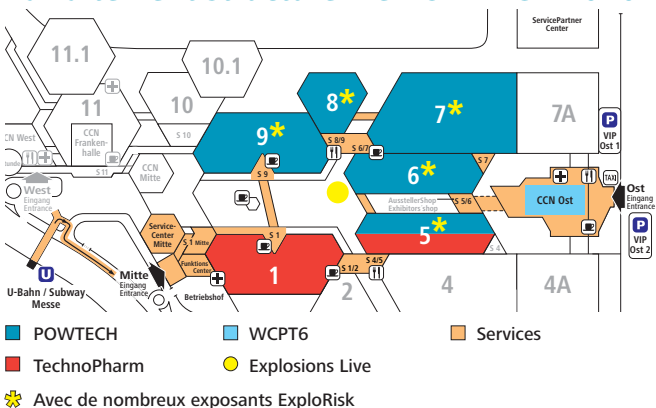 ServicePartner
Center
11.1
10.1
8*
7*
7A
P
VIP
Ost 1
11
10
S 10
9*
S 8/9
S 6/7
CCN West
CCN
Franken-
halle
S 11
CCN
Mitte
S 9
6*
S 7
TAXI
West
Eingang
Entrance
AusstellerShop
Exhibitors shop
S 5/6
CCN Ost
Ost
Eingang
Entrance
Service-
Center
Mitte
S 1 Mitte
S 1
5*
S 4
P
VIP
Ost 2
Funktions
Center
Mitte
Eingang
Entrance
1
S 4/5
S 1/2
2
4
4A
U
U-Bahn / Subway
Messe
Betriebshof
POWTECH
WCPT6
Services
TechnoPharm
Explosions Live
* Avec de nombreux exposants ExploRisk